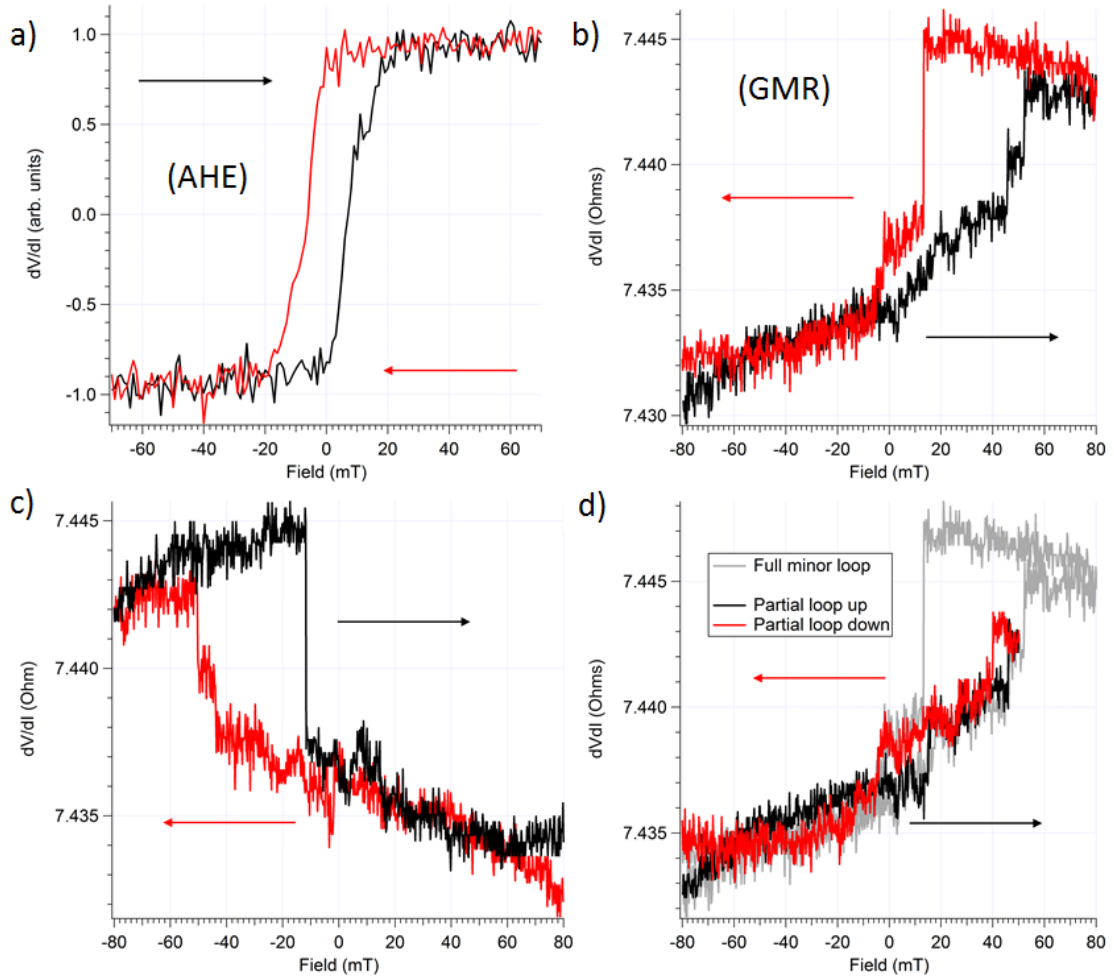 a)
(AHE)
1.0
0.5
0.0
-0.5
-1.0
dV/dI (arb. units)
-60 -40 -20 0 20 40 60
Field (mT)
b)
(GMR)
7.445
7.440
7.435
7.430
dVdI (Ohms)
-80 -60 -40 -20 0 20 40 60 80
Field (mT)
c)
7.445
7.440
7.435
dV/dI (Ohm)
-80 -60 -40 -20 0 20 40 60 80
Field (mT)
d)
Full minor loop
Partial loop up
Partial loop down
7.445
7.440
7.435
dVdI (Ohms)
-80 -60 -40 -20 0 20 40 60 80
Field (mT)